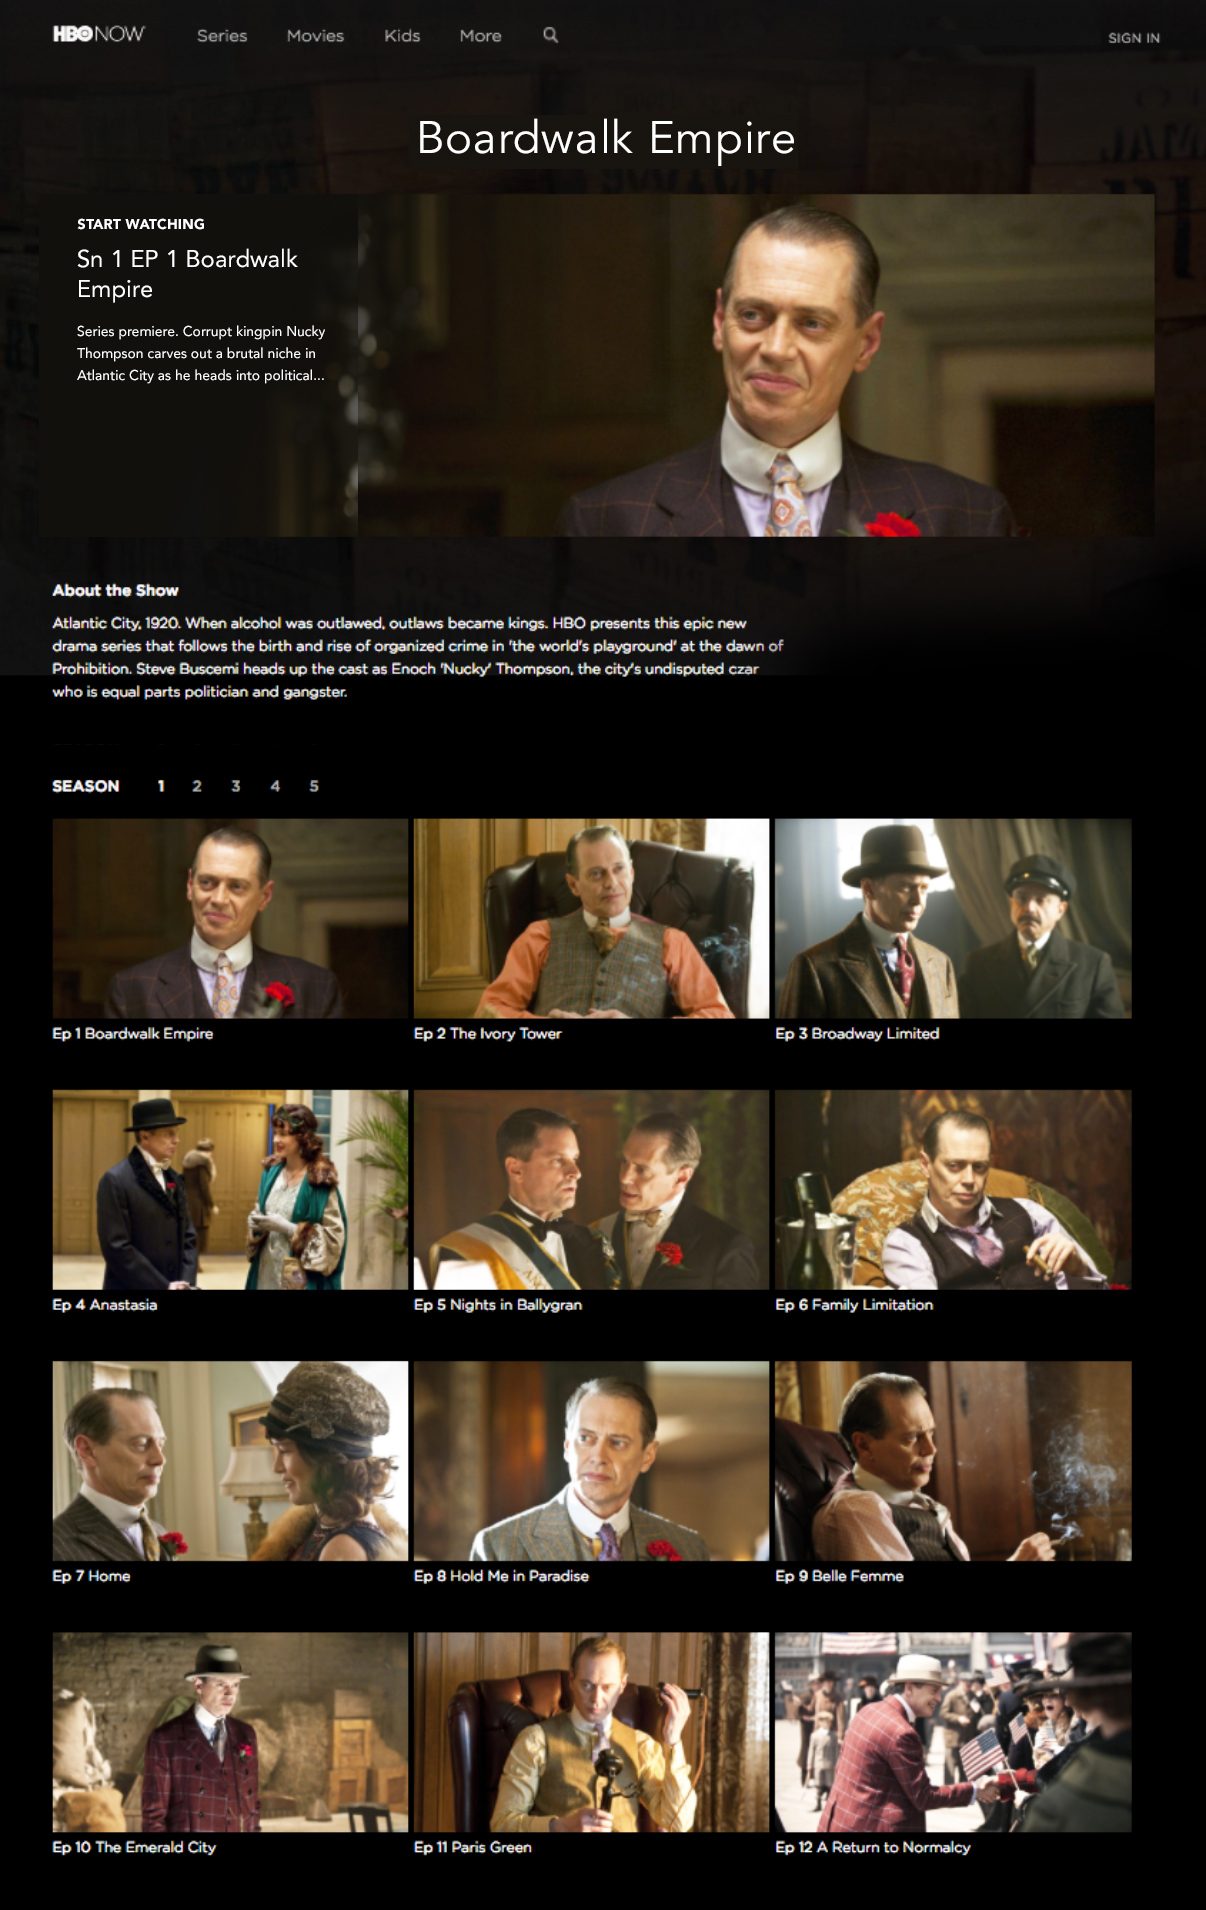 HBO NOW
Series Movies Kids More
SIGN IN
Boardwalk Empire
START WATCHING
Sn 1 EP 1 Boardwalk
Empire
Series premiere. Corrupt kingpin Nucky
Thompson carves out a brutal niche in
Atlantic City as he heads into political...
About the Show
Atlantic City, 1920. When alcohol was outlawed, outlaws became kings. HBO presents this epic new
drama series that follows the birth and rise of organized crime in 'the world's playground' at the dawn of
Prohibition. Steve Buscemi heads up the cast as Enoch 'Nucky' Thompson, the city's undisputed czar
who is equal parts politician and gangster.
SEASON 1 2 3 4 5
Ep 1 Boardwalk Empire
Ep 2 The Ivory Tower
Ep 3 Broadway Limited
Ep 4 Anastasia
Ep 5 Nights in Ballygran
Ep 6 Family Limitation
Ep 7 Home
Ep 8 Hold Me in Paradise
Ep 9 Belle Femme
Ep 10 The Emerald City
Ep 11 Paris Green
Ep 12 A Return to Normalcy